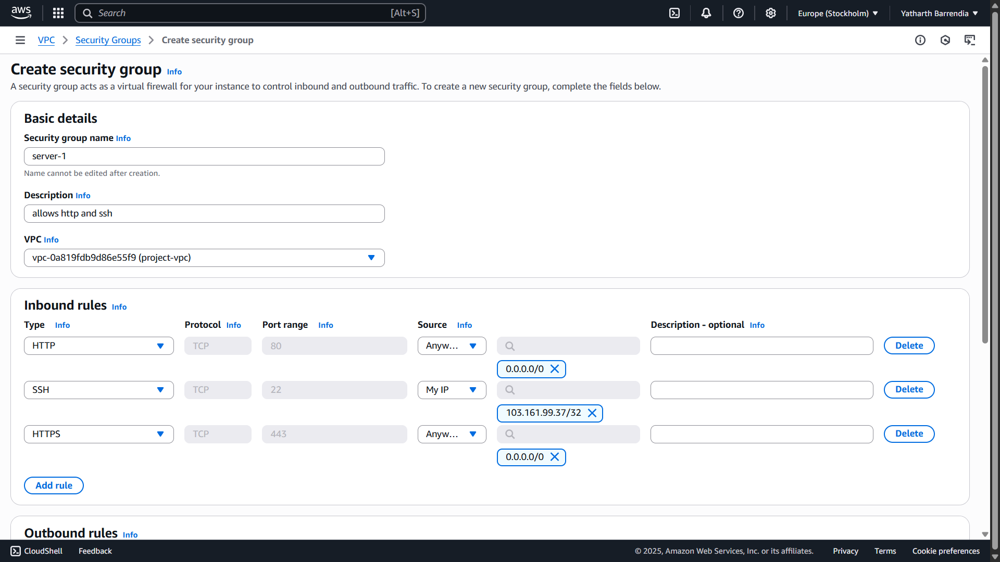 aws
Search [Alt+S]
Europe (Stockholm)
Yatharth Barrendia
VPC
Security Groups
Create security group
Create security group Info
A security group acts as a virtual firewall for your instance to control inbound and outbound traffic. To create a new security group, complete the fields below.
Basic details
Security group name Info
server-1
Name cannot be edited after creation.
Description Info
allows http and ssh
VPC Info
vpc-0a819fdb9d86e55f9 (project-vpc)
Inbound rules Info
Type Info Protocol Info Port range Info Source Info Description - optional Info
HTTP TCP 80 Anyw... Delete
0.0.0.0/0
SSH TCP 22 My IP Delete
103.161.99.37/32
HTTPS TCP 443 Anyw... Delete
0.0.0.0/0
Add rule
Outbound rules Info
CloudShell Feedback © 2025, Amazon Web Services, Inc. or its affiliates. Privacy Terms Cookie preferences